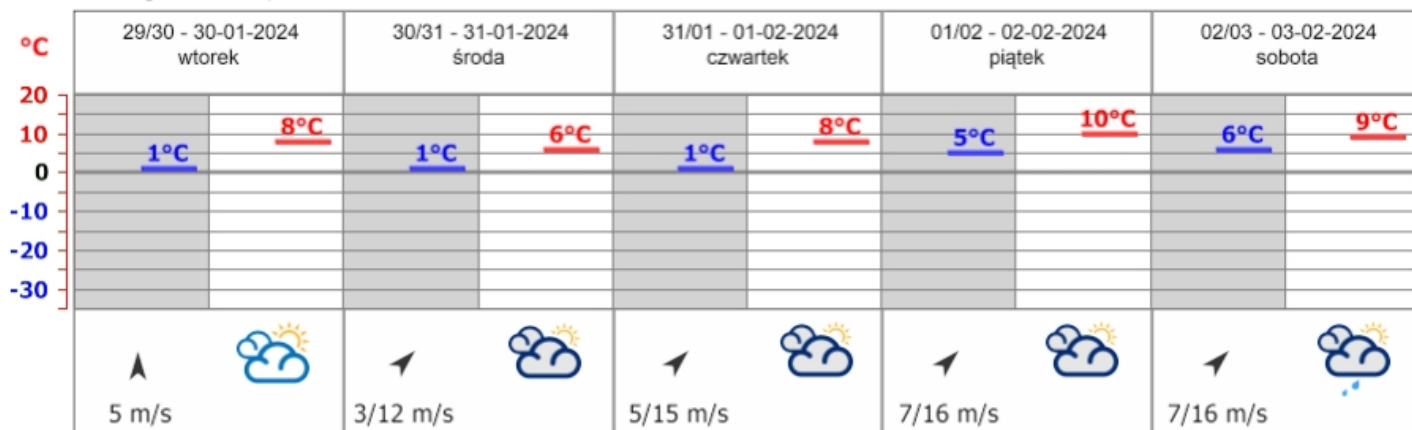 °C
29/30 - 30-01-2024
wtorek
30/31 - 31-01-2024
środa
31/01 - 01-02-2024
czwartek
01/02 - 02-02-2024
piątek
02/03 - 03-02-2024
sobota
20
10
0
-10
-20
-30
1°C
8°C
1°C
6°C
1°C
8°C
5°C
10°C
6°C
9°C
5 m/s
3/12 m/s
5/15 m/s
7/16 m/s
7/16 m/s